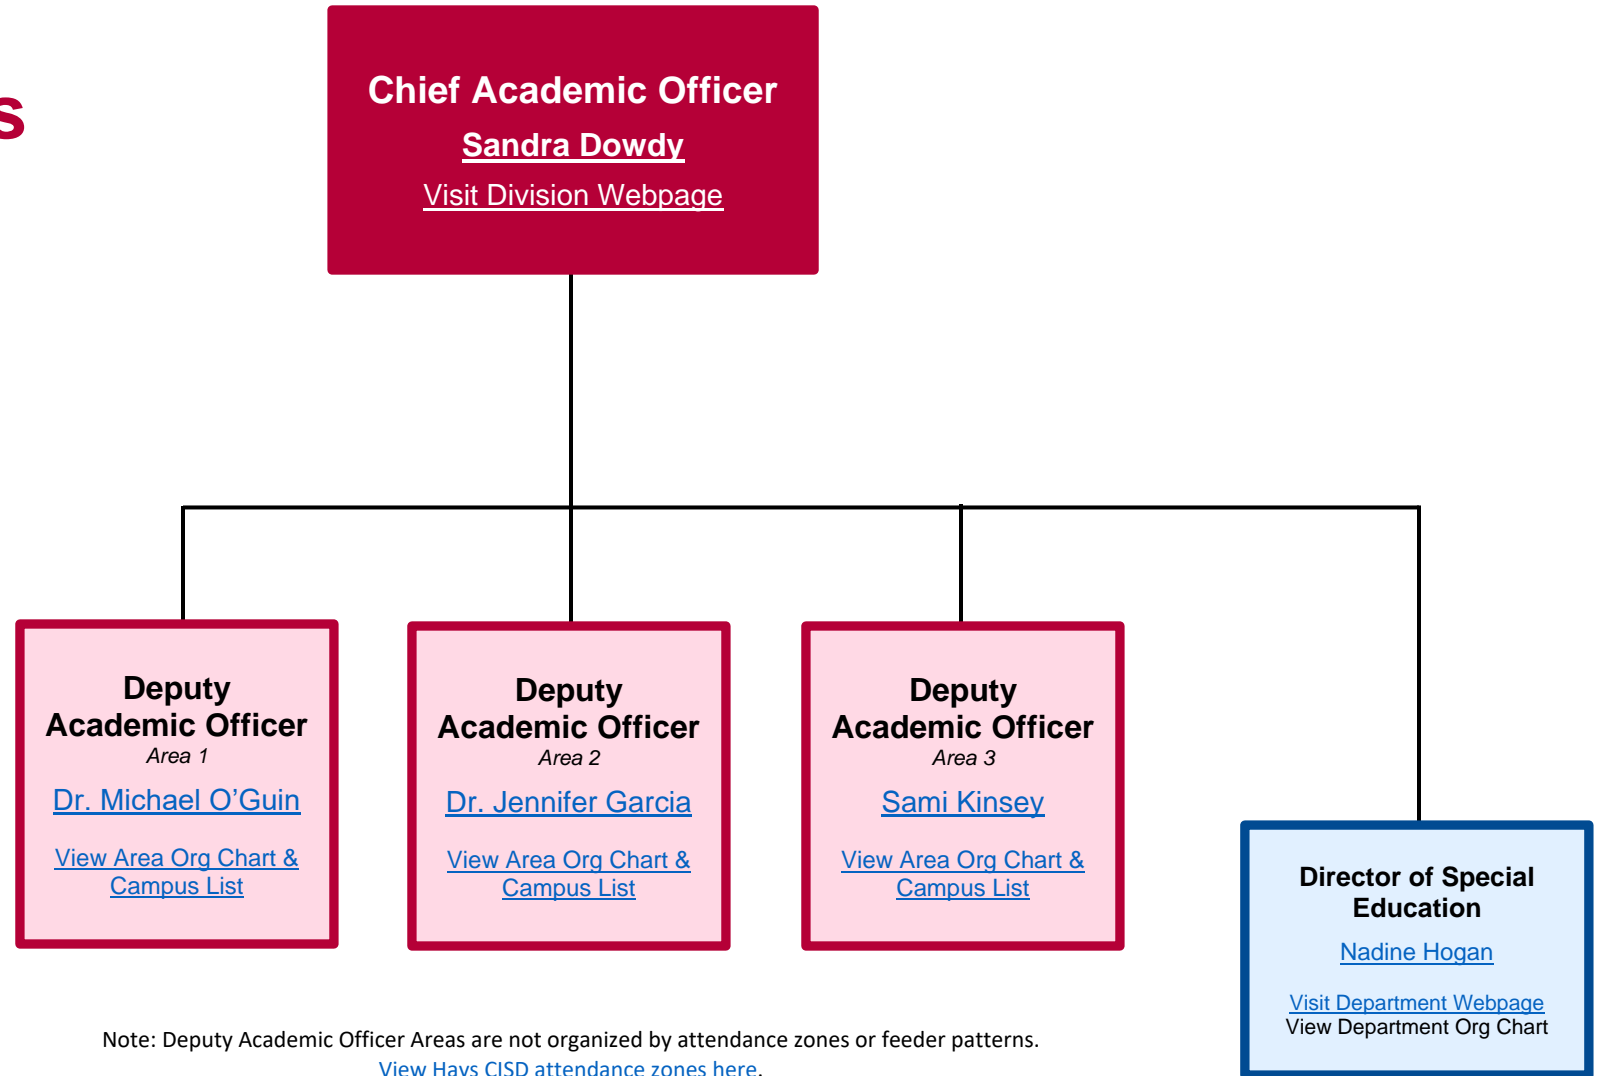 s
Chief Academic Officer
Sandra Dowdy
Visit Division Webpage
Deputy
Academic Officer
Area 1
Dr. Michael O’Guin
View Area Org Chart &
Campus List
Deputy
Academic Officer
Area 2
Dr. Jennifer Garcia
View Area Org Chart &
Campus List
Deputy
Academic Officer
Area 3
Sami Kinsey
View Area Org Chart &
Campus List
Director of Special
Education
Nadine Hogan
Visit Department Webpage
View Department Org Chart
Note: Deputy Academic Officer Areas are not organized by attendance zones or feeder patterns.
View Hays CISD attendance zones here.